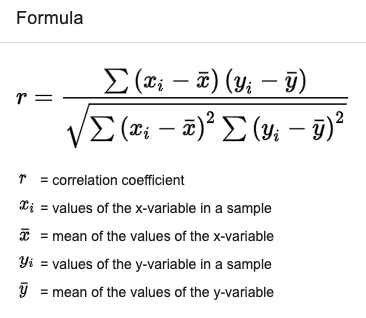 Formula
r = ∑ (xᵢ − x̄) (yᵢ − ȳ) / √∑ (xᵢ − x̄)² ∑ (yᵢ − ȳ)²
r = correlation coefficient
xᵢ = values of the x-variable in a sample
x̄ = mean of the values of the x-variable
yᵢ = values of the y-variable in a sample
ȳ = mean of the values of the y-variable